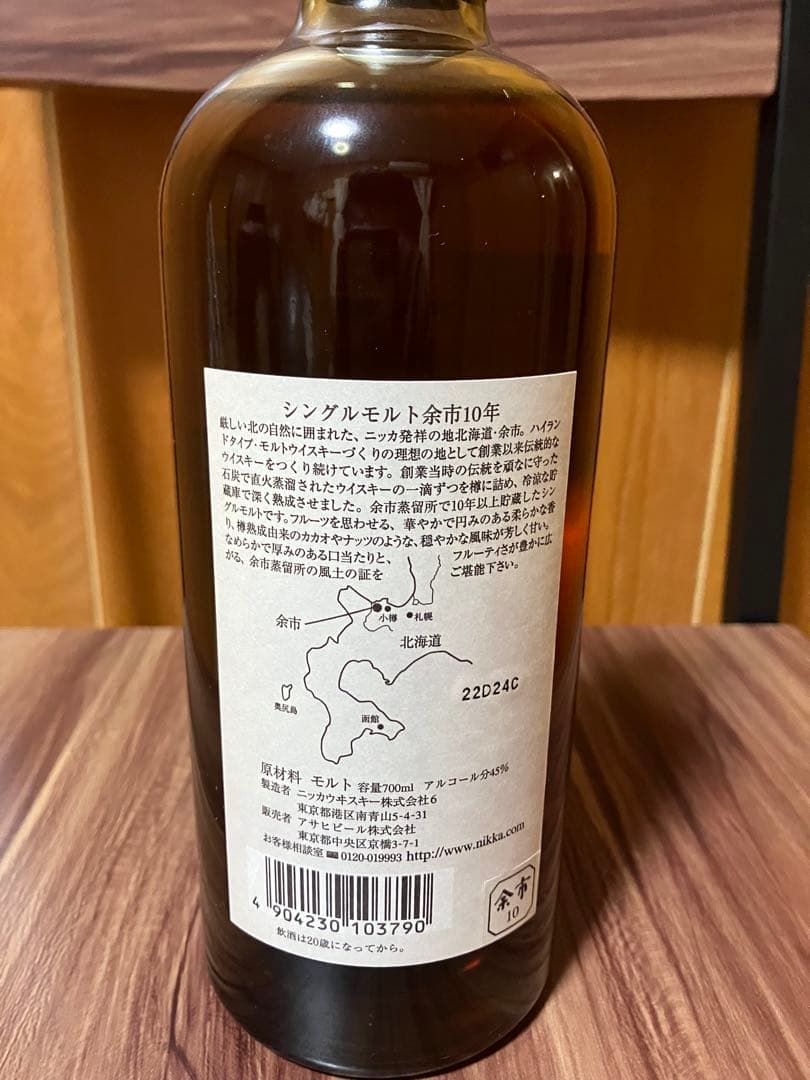 シングルモルト余市10年
厳しい北の自然に囲まれた、ニッカ発祥の地北海道·余市。ハイラン
ドタイプ·モルトウイスキーづくりの理想の地として創業以来伝統的な
ウイスキーをつくり続けています。創業当時の伝統を頑なに守った
石炭で直火蒸溜されたウイスキーの一滴ずつを樽に詰め、冷涼な貯
蔵庫で深く熟成させました。余市蒸留所で10年以上貯蔵したシン
グルモルトです。フルーツを思わせる、華やかで円みのある柔らかな香
り、樽熟成由来のカカオやナッツのような、穏やかな風味が芳しく甘い。
なめらかで厚みのある口当たりと、フルーティさが豊かに広
がる、余市蒸留所の風土の証をご堪能下さい。
余市
小樽
札幌
北海道
22D24C
奥尻島
函館
原材料 モルト 容量700ml アルコール分45%
製造者 ニッカウヰスキー株式会社6
東京都港区南青山5-4-31
販売者 アサヒビール株式会社
東京都中央区京橋3-7-1
お客様相談室 0120-019993 http://www.nikka.com
4 904230 103790
余市
10
飲酒は20歳になってから。